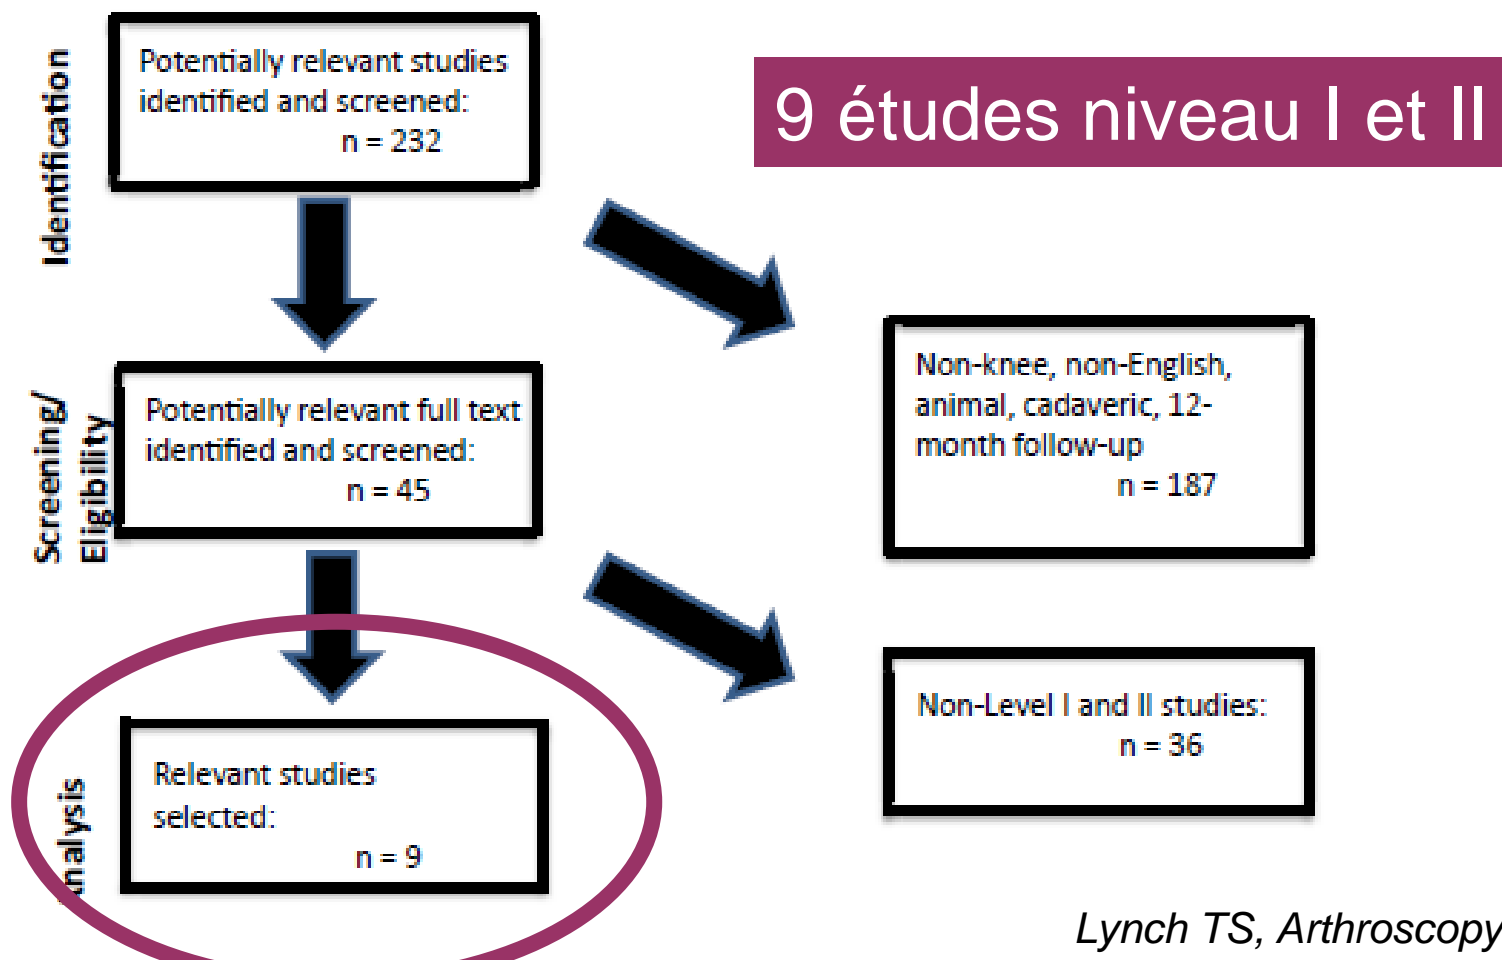 Identification
Potentially relevant studies
identified and screened:
n = 232
9 études niveau I et II
Screening/
Eligibility
Potentially relevant full text
identified and screened:
n = 45
Non-knee, non-English,
animal, cadaveric, 12-
month follow-up
n = 187
Analysis
Relevant studies
selected:
n = 9
Non-Level I and II studies:
n = 36
Lynch TS, Arthroscopy